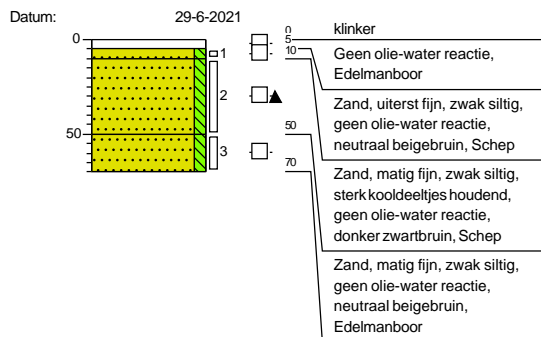 Datum: 29-6-2021
0
50
1
2
3
0
5
10
50
70
klinker
Geen olie-water reactie,
Edelmanboor
Zand, uiterst fijn, zwak siltig,
geen olie-water reactie,
neutraal beigebruin, Schep
Zand, matig fijn, zwak siltig,
sterk kooldeeltjes houdend,
geen olie-water reactie,
donker zwartbruin, Schep
Zand, matig fijn, zwak siltig,
geen olie-water reactie,
neutraal beigebruin,
Edelmanboor